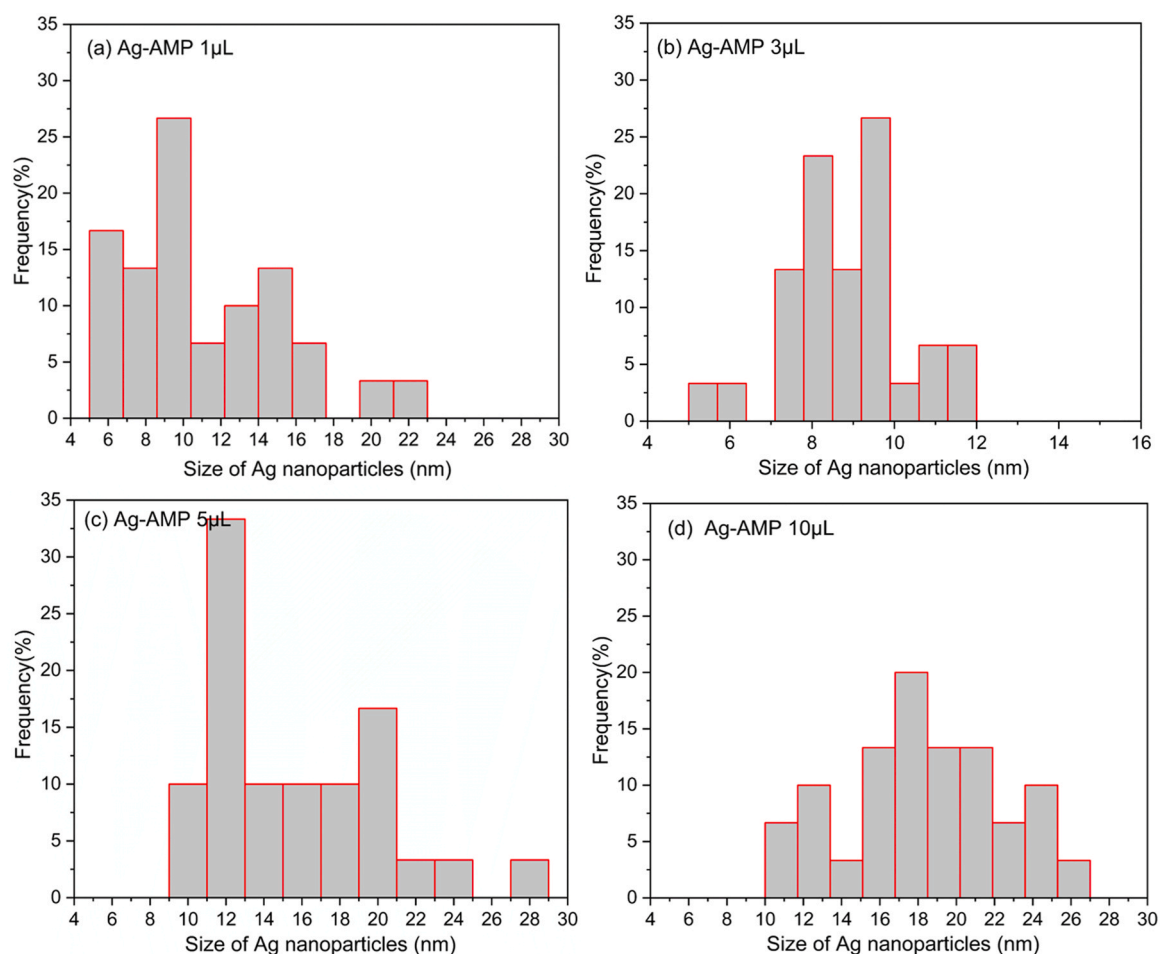 (a) Ag-AMP 1µL
35
30
25
20
15
10
5
0
Frequency(%)
4 6 8 10 12 14 16 18 20 22 24 26 28 30
Size of Ag nanoparticles (nm)
(b) Ag-AMP 3µL
35
30
25
20
15
10
5
0
Frequency(%)
4 6 8 10 12 14 16
Size of Ag nanoparticles (nm)
(c) Ag-AMP 5µL
35
30
25
20
15
10
5
0
Frequency(%)
4 6 8 10 12 14 16 18 20 22 24 26 28 30
Size of Ag nanoparticles (nm)
(d) Ag-AMP 10µL
35
30
25
20
15
10
5
0
Frequency(%)
4 6 8 10 12 14 16 18 20 22 24 26 28 30
Size of Ag nanoparticles (nm)